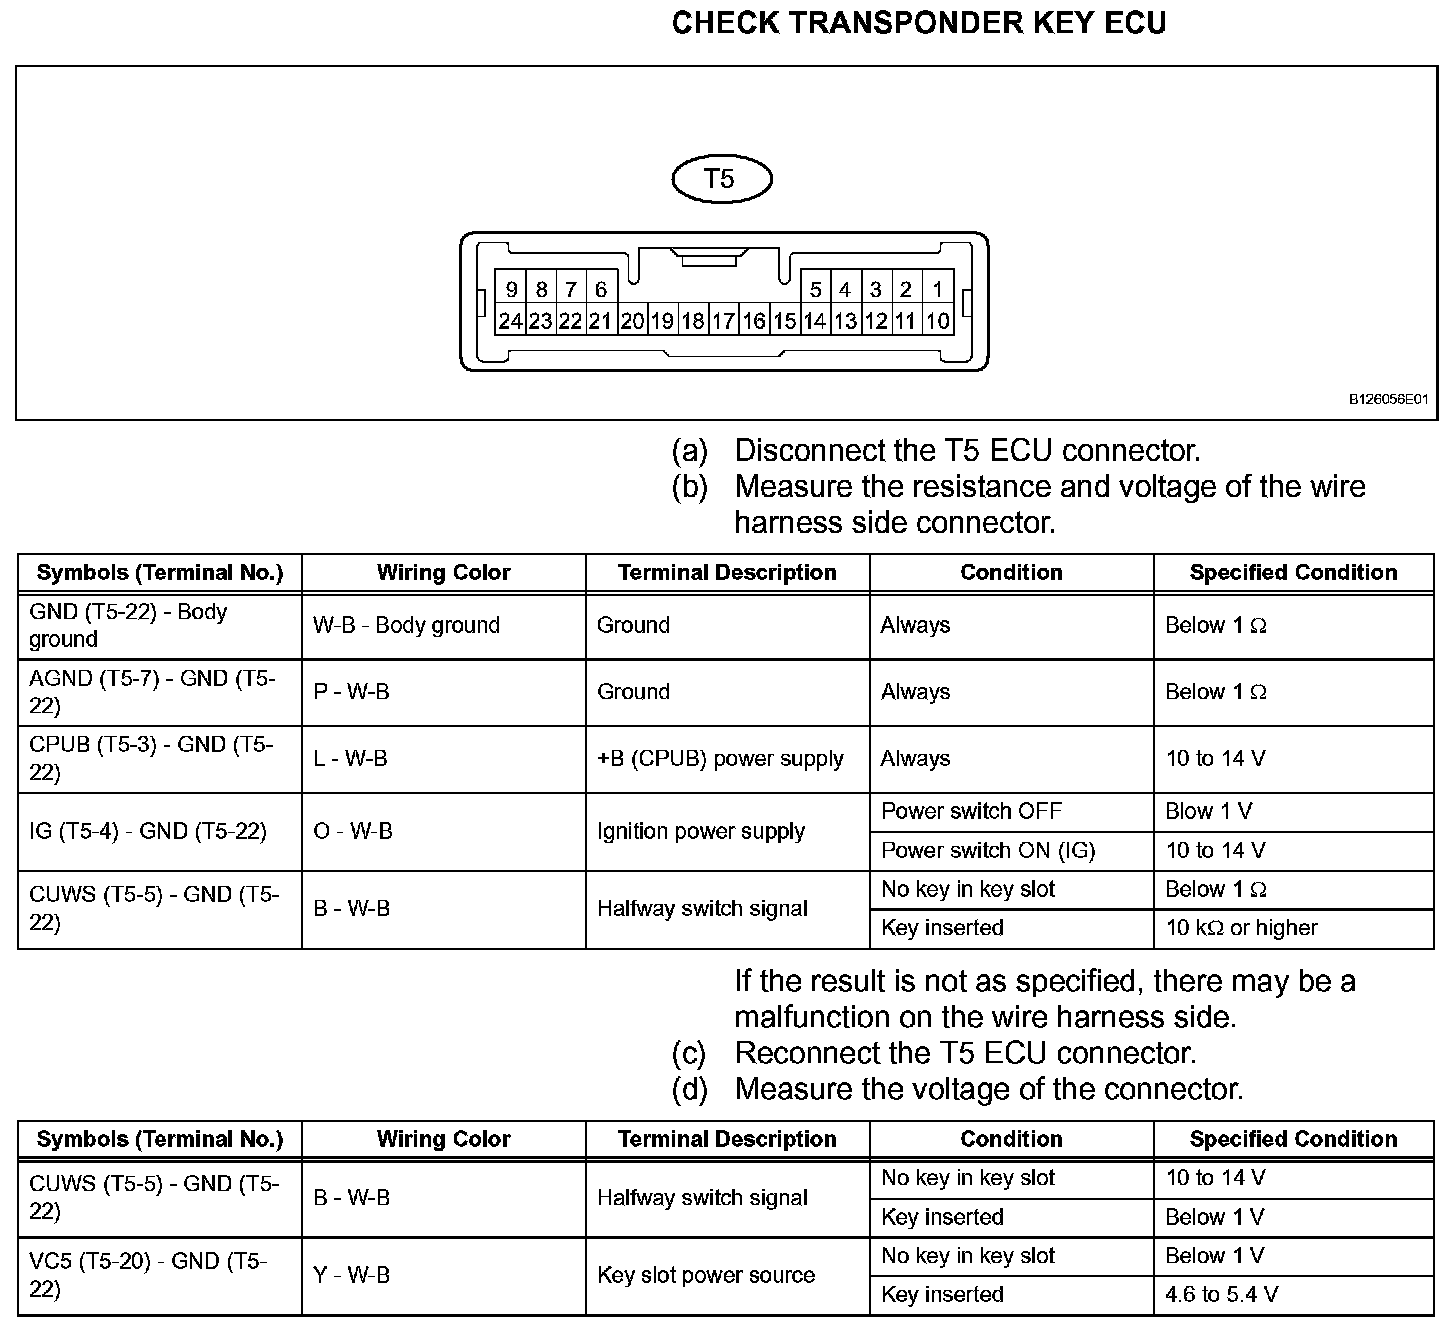 CHECK TRANSPONDER KEY ECU
T5
9 8 7 6 5 4 3 2 1
24 23 22 21 20 19 18 17 16 15 14 13 12 11 10
B126056E01
(a) Disconnect the T5 ECU connector.
(b) Measure the resistance and voltage of the wire
harness side connector.
Symbols (Terminal No.) Wiring Color Terminal Description Condition Specified Condition
GND (T5-22) - Body
ground
W-B - Body ground
Ground
Always
Below 1 Ω
AGND (T5-7) - GND (T5-
22)
P - W-B
Ground
Always
Below 1 Ω
CPUB (T5-3) - GND (T5-
22)
L - W-B
+B (CPUB) power supply
Always
10 to 14 V
IG (T5-4) - GND (T5-22)
O - W-B
Ignition power supply
Power switch OFF
Blow 1 V
Power switch ON (IG)
10 to 14 V
CUWS (T5-5) - GND (T5-
22)
B - W-B
Halfway switch signal
No key in key slot
Below 1 Ω
Key inserted
10 kΩ or higher
If the result is not as specified, there may be a
malfunction on the wire harness side.
(c) Reconnect the T5 ECU connector.
(d) Measure the voltage of the connector.
Symbols (Terminal No.) Wiring Color Terminal Description Condition Specified Condition
CUWS (T5-5) - GND (T5-
22)
B - W-B
Halfway switch signal
No key in key slot
10 to 14 V
Key inserted
Below 1 V
VC5 (T5-20) - GND (T5-
22)
Y - W-B
Key slot power source
No key in key slot
Below 1 V
Key inserted
4.6 to 5.4 V